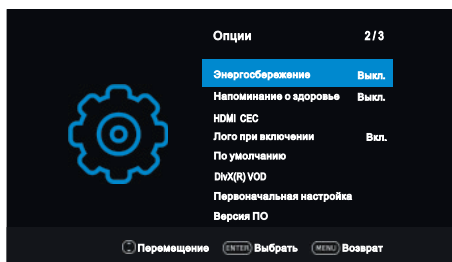 Опции 2/3
Энергосбережение Выкл.
Напоминание о здоровье Выкл.
HDMI CEC
Лого при включении Вкл.
По умолчанию
DivX(R) VOD
Первоначальная настройка
Версия ПО
Перемещение ENTER Выбрать MENU Возврат